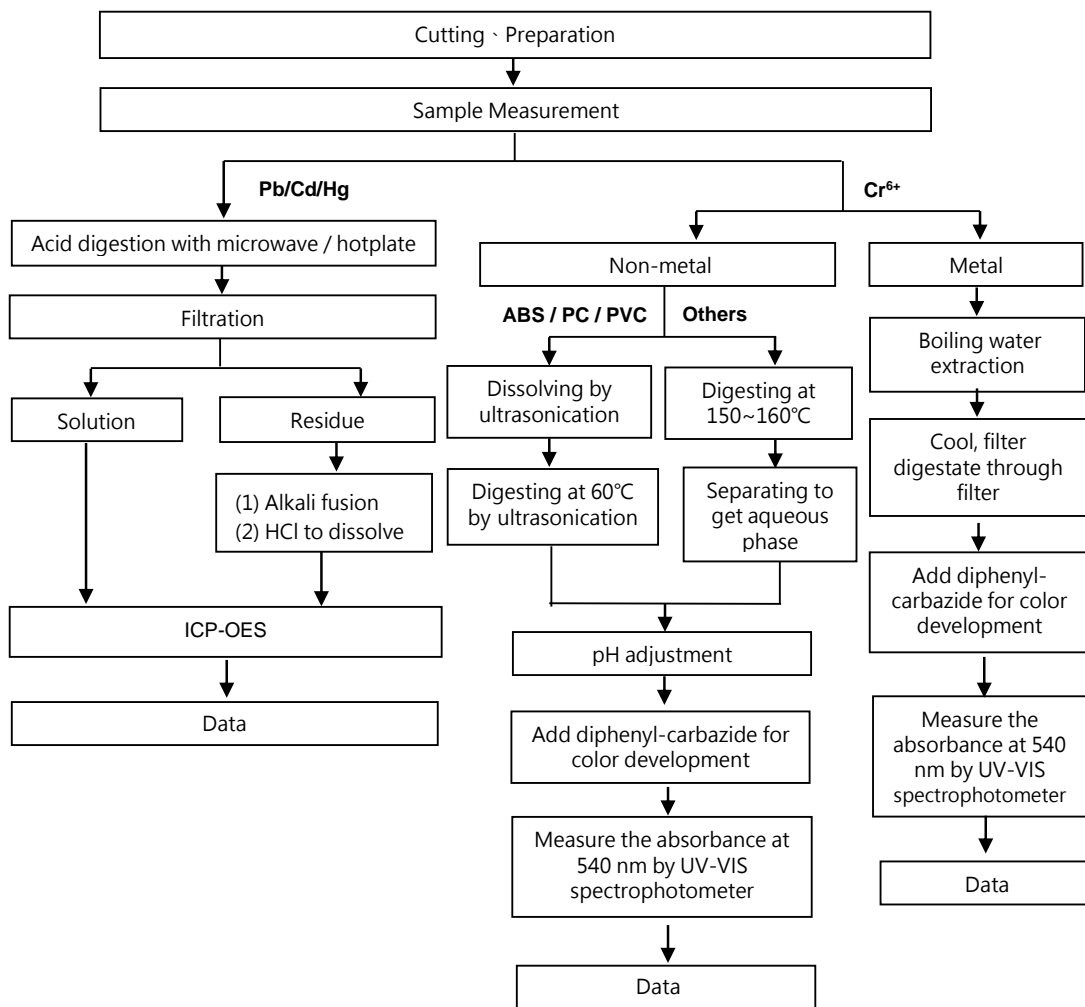 Cutting、Preparation
Sample Measurement
Pb/Cd/Hg
Cr⁶⁺
Acid digestion with microwave / hotplate
Non-metal
Metal
Filtration
ABS / PC / PVC
Others
Boiling water
extraction
Solution
Residue
Dissolving by
ultrasonication
Digesting at
150~160℃
Cool, filter
digestate through
filter
(1) Alkali fusion
(2) HCl to dissolve
Digesting at 60℃
by ultrasonication
Separating to
get aqueous
phase
Add diphenyl-
carbazide for color
development
ICP-OES
pH adjustment
Data
Add diphenyl-carbazide for
color development
Measure the
absorbance at 540
nm by UV-VIS
spectrophotometer
Measure the absorbance at
540 nm by UV-VIS
spectrophotometer
Data
Data